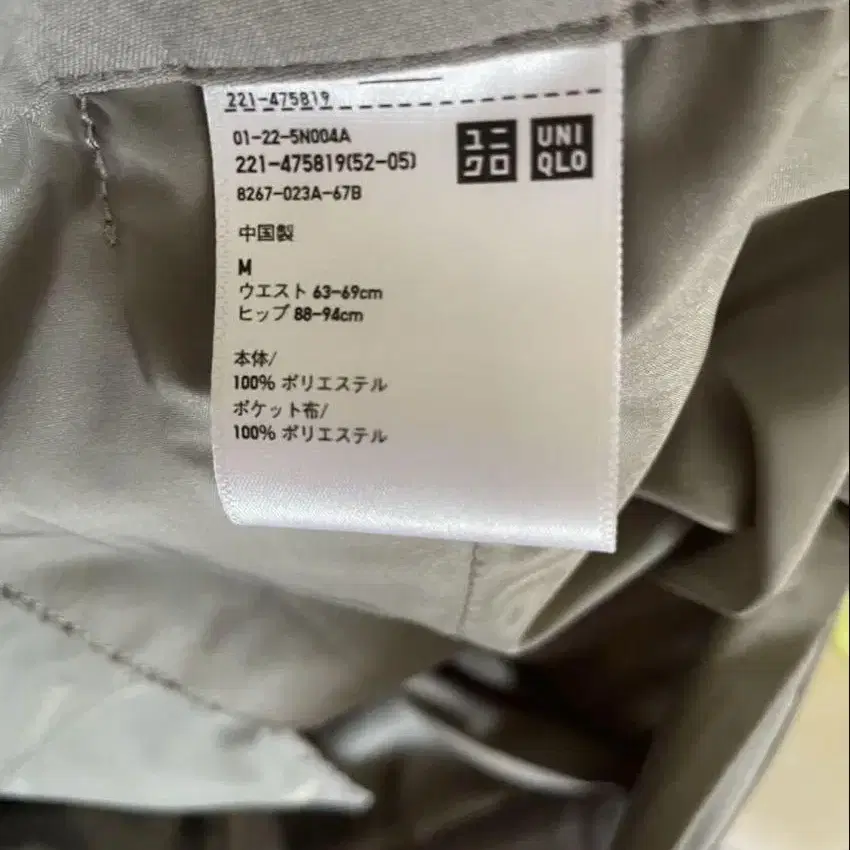 221-475819
01-22-5N004A
221-475819(52-05)
8267-023A-67B
ユニ
クロ
UNI
QLO
中国製
M
ウエスト 63-69cm
ヒップ 88-94cm
本体/
100% ポリエステル
ポケット布/
100% ポリエステル